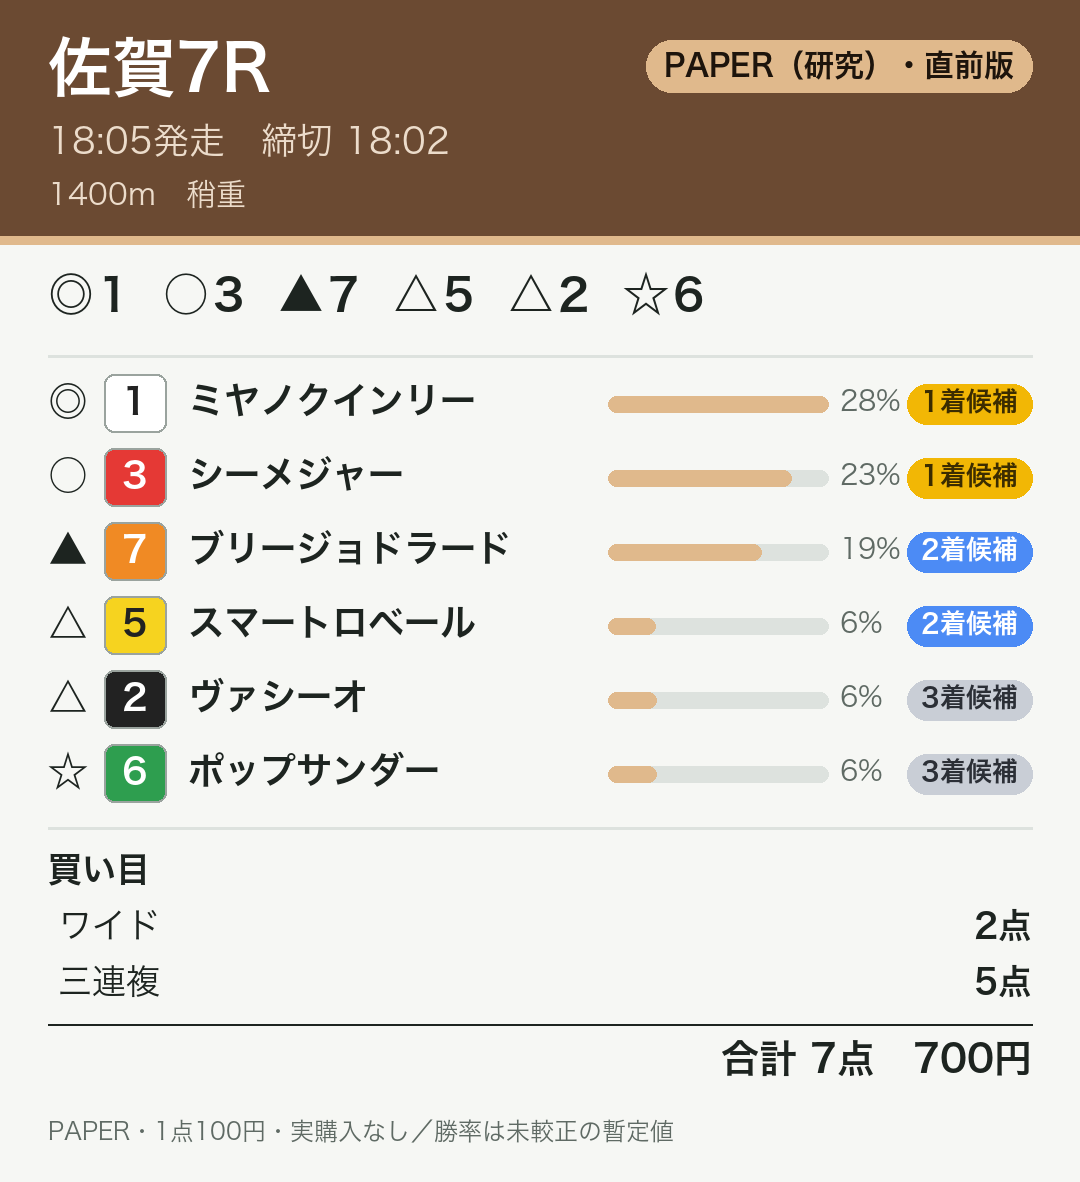 佐賀7R
PAPER（研究）・直前版
18:05発走　締切 18:02
1400m　稍重
◎1 ○3 ▲7 △5 △2 ☆6
◎ 1 ミヤノクインリー 28% 1着候補
○ 3 シーメジャー 23% 1着候補
▲ 7 ブリージョドラード 19% 2着候補
△ 5 スマートロベール 6% 2着候補
△ 2 ヴァシーオ 6% 3着候補
☆ 6 ポップサンダー 6% 3着候補
買い目
ワイド 2点
三連複 5点
合計 7点　700円
PAPER・1点100円・実購入なし／勝率は未較正の暫定値